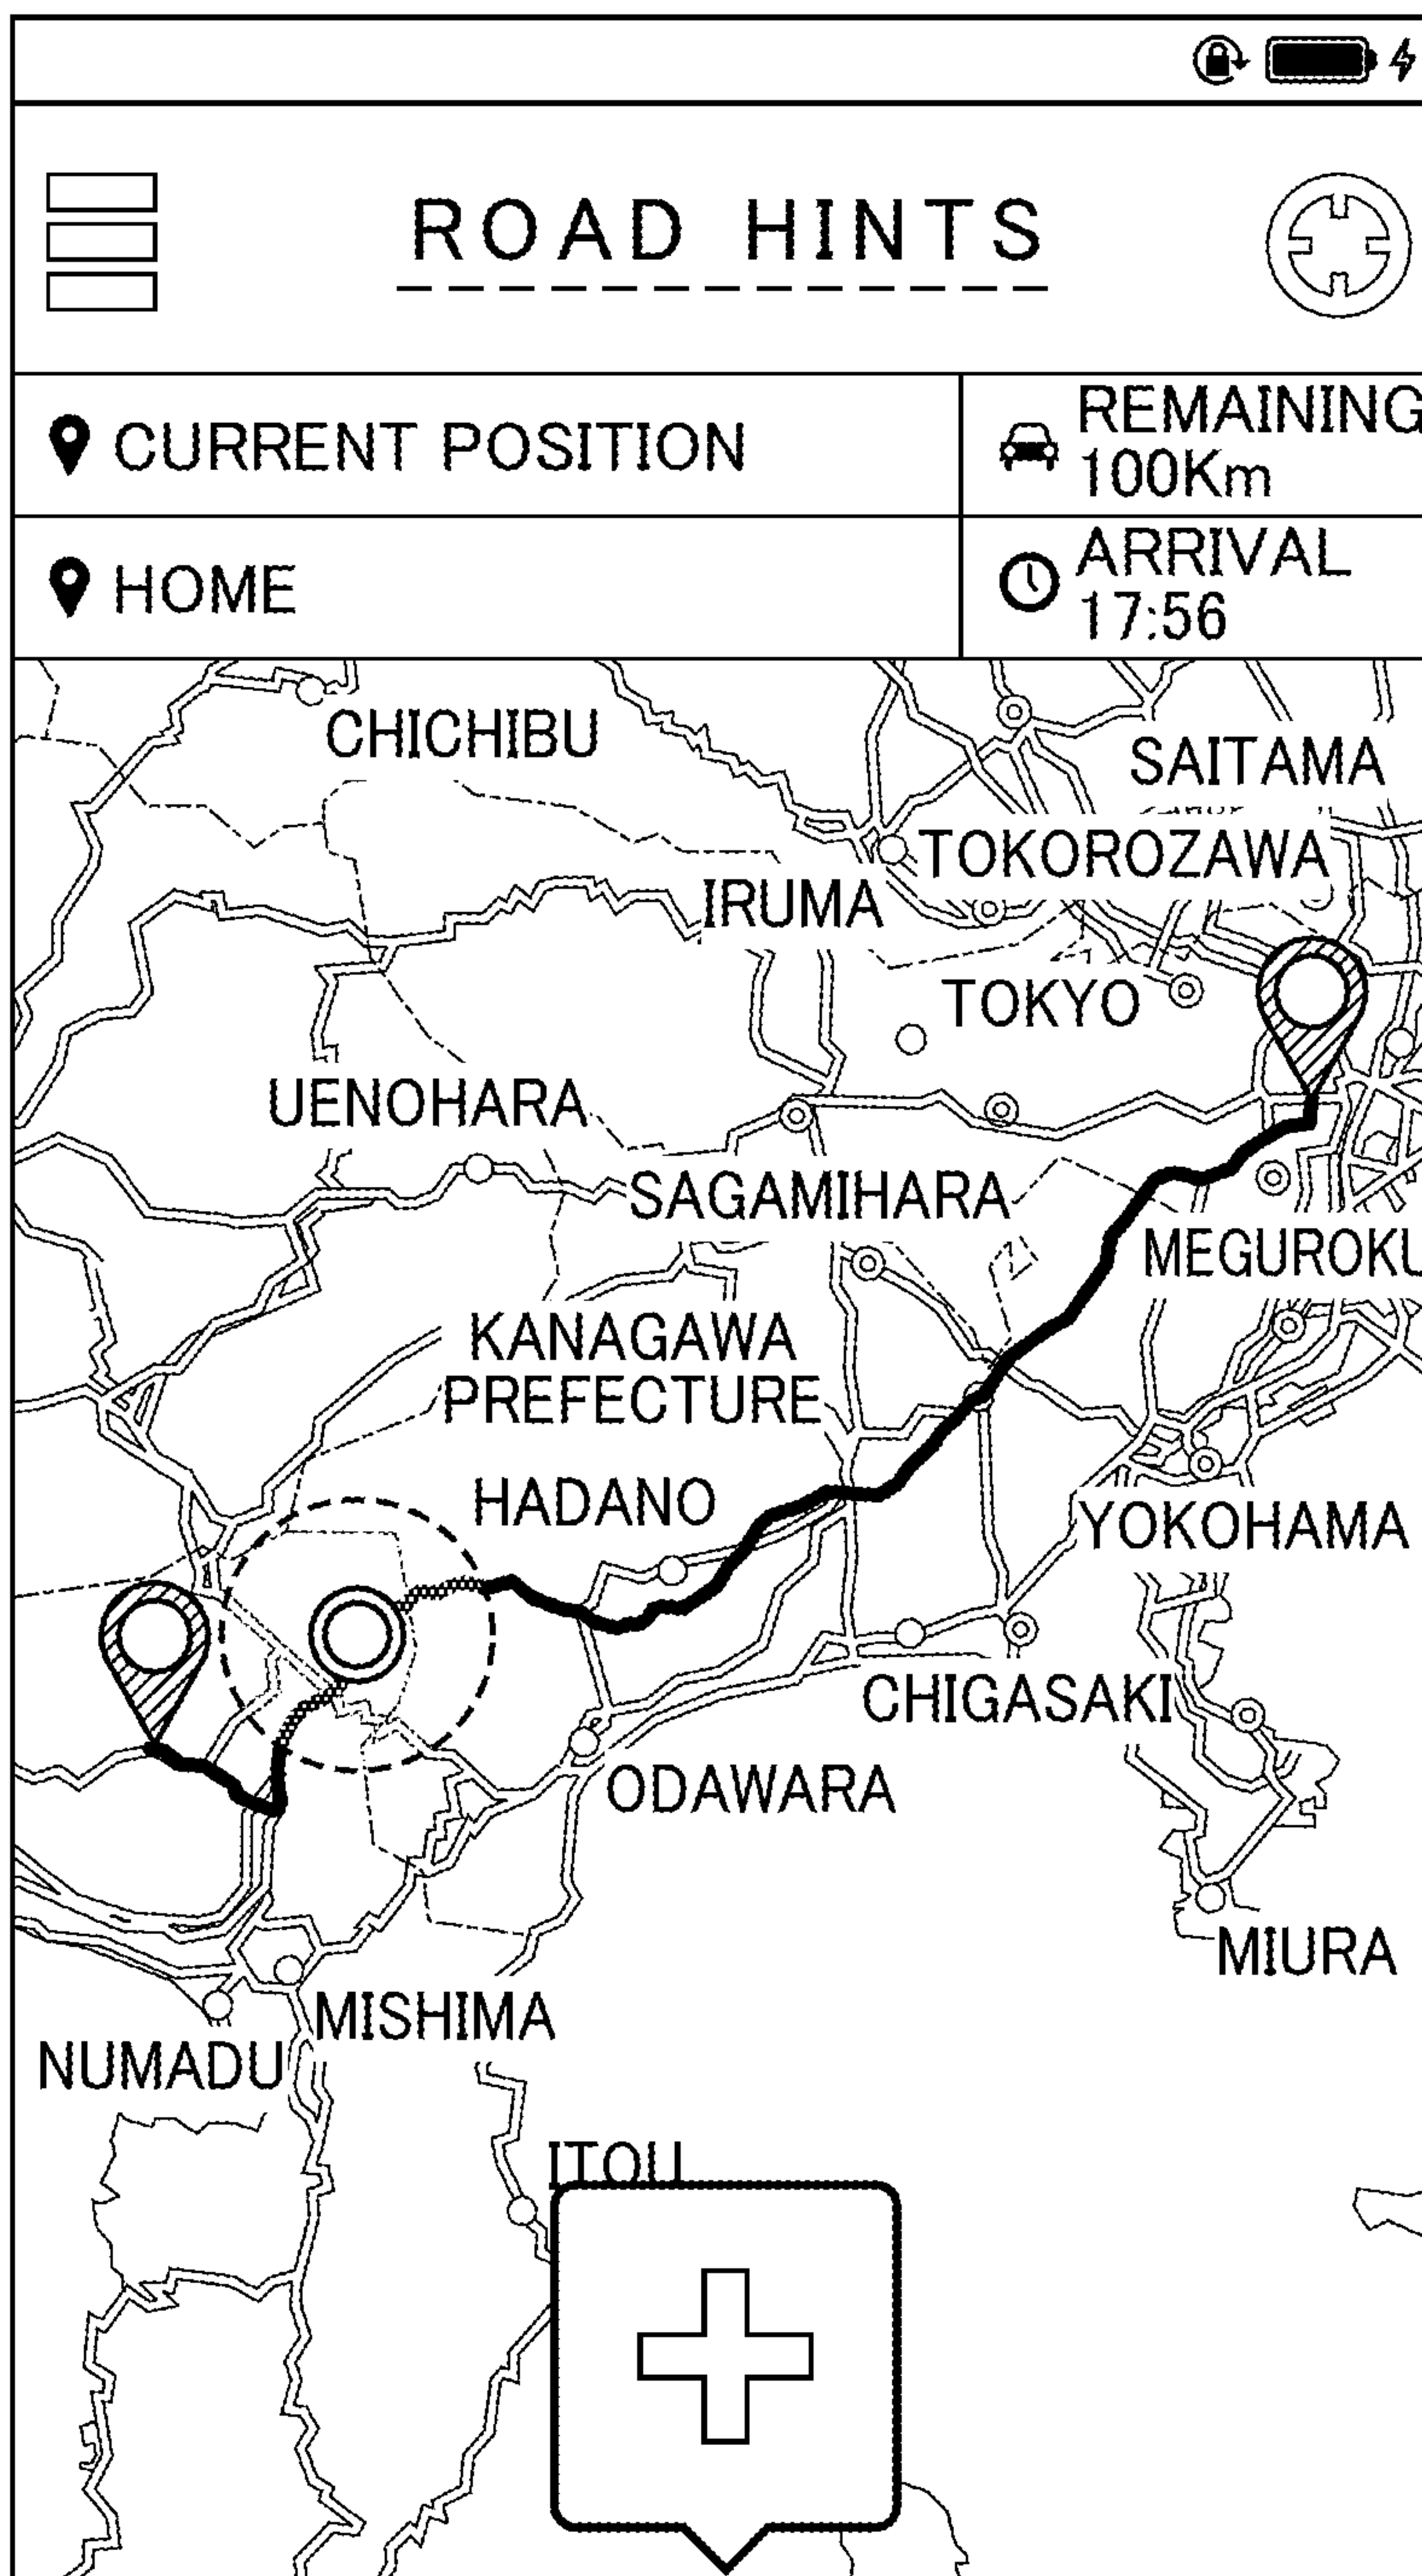 ROAD HINTS
CURRENT POSITION
REMAINING
100Km
HOME
ARRIVAL
17:56
CHICHIBU
SAITAMA
TOKOROZAWA
IRUMA
TOKYO
UENOHARA
SAGAMIHARA
MEGUROKU
KANAGAWA
PREFECTURE
HADANO
YOKOHAMA
CHIGASAKI
ODAWARA
MIURA
MISHIMA
NUMADU
ITOU